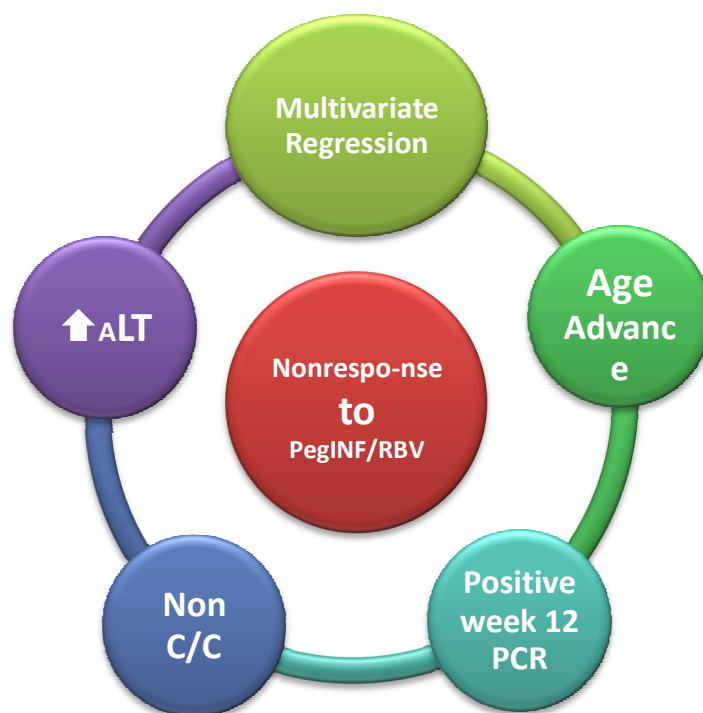 Multivariate
Regression
Age
Advanc
e
Positive
week 12
PCR
Non
C/C
ALT
Nonrespo-nse
to
PegINF/RBV